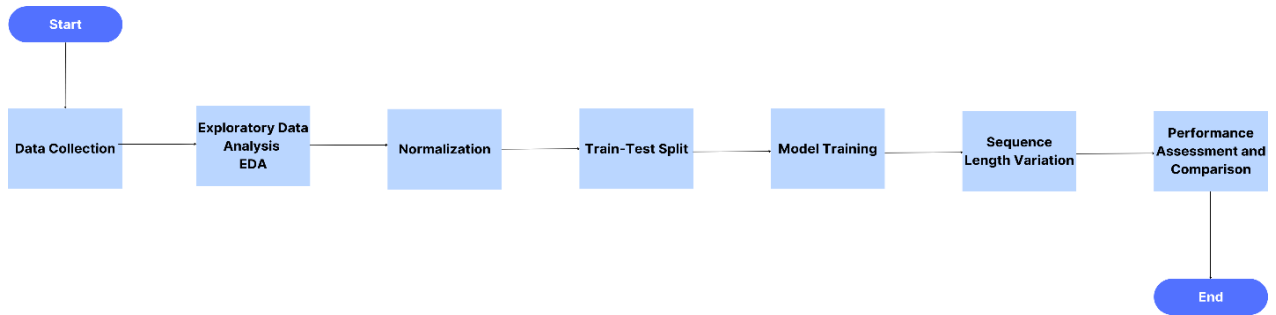 Start
Data Collection
Exploratory Data
Analysis
EDA
Normalization
Train-Test Split
Model Training
Sequence
Length Variation
Performance
Assessment and
Comparison
End